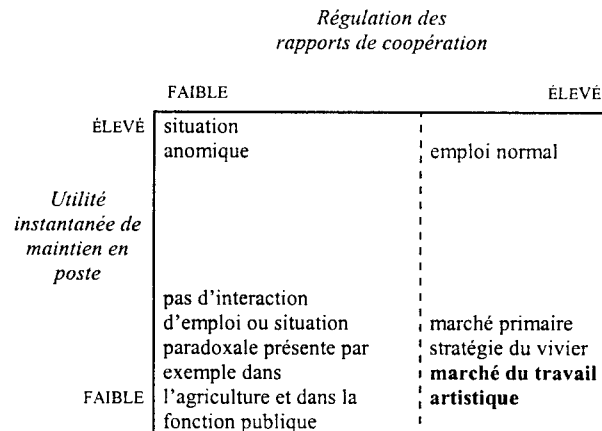 Régulation des
rapports de coopération
FAIBLE ÉLEVÉ
ÉLEVÉ situation
anomique emploi normal
Utilité
instantanée de
maintien en
poste
pas d'interaction
d'emploi ou situation marché primaire
paradoxale présente par stratégie du vivier
exemple dans marché du travail
FAIBLE l'agriculture et dans la artistique
fonction publique